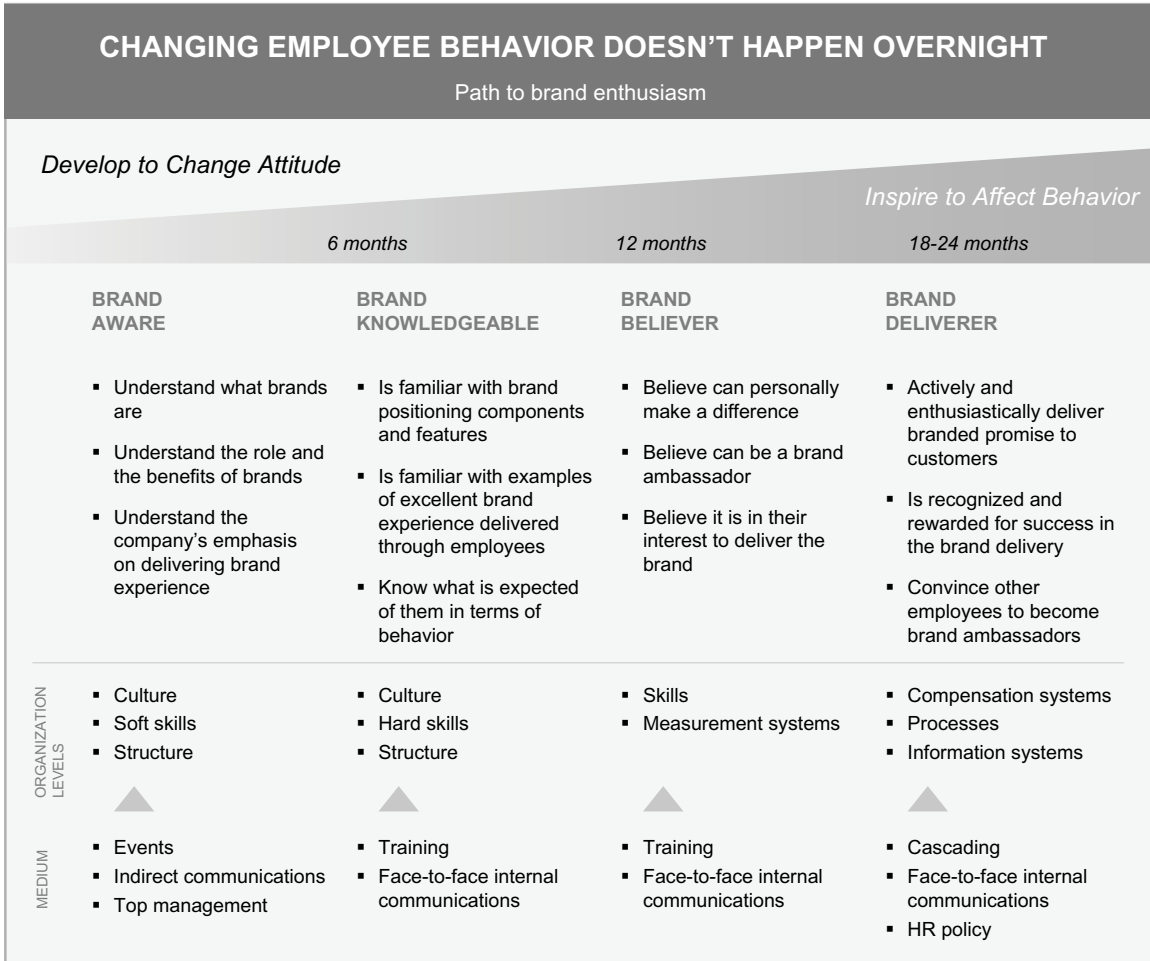 CHANGING EMPLOYEE BEHAVIOR DOESN’T HAPPEN OVERNIGHT
Path to brand enthusiasm
Develop to Change Attitude
Inspire to Affect Behavior
6 months
12 months
18-24 months
BRAND
AWARE
▪ Understand what brands
are
▪ Understand the role and
the benefits of brands
▪ Understand the
company’s emphasis
on delivering brand
experience
BRAND
KNOWLEDGEABLE
▪ Is familiar with brand
positioning components
and features
▪ Is familiar with examples
of excellent brand
experience delivered
through employees
▪ Know what is expected
of them in terms of
behavior
BRAND
BELIEVER
▪ Believe can personally
make a difference
▪ Believe can be a brand
ambassador
▪ Believe it is in their
interest to deliver the
brand
BRAND
DELIVERER
▪ Actively and
enthusiastically deliver
branded promise to
customers
▪ Is recognized and
rewarded for success in
the brand delivery
▪ Convince other
employees to become
brand ambassadors
ORGANIZATION
LEVELS
▪ Culture
▪ Soft skills
▪ Structure
▪ Culture
▪ Hard skills
▪ Structure
▪ Skills
▪ Measurement systems
▪ Compensation systems
▪ Processes
▪ Information systems
MEDIUM
▪ Events
▪ Indirect communications
▪ Top management
▪ Training
▪ Face-to-face internal
communications
▪ Training
▪ Face-to-face internal
communications
▪ Cascading
▪ Face-to-face internal
communications
▪ HR policy